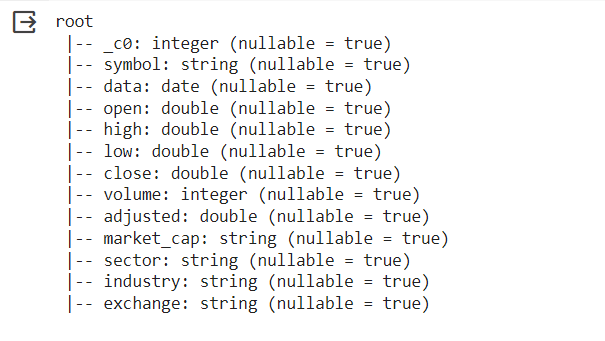 root
 |-- _c0: integer (nullable = true)
 |-- symbol: string (nullable = true)
 |-- data: date (nullable = true)
 |-- open: double (nullable = true)
 |-- high: double (nullable = true)
 |-- low: double (nullable = true)
 |-- close: double (nullable = true)
 |-- volume: integer (nullable = true)
 |-- adjusted: double (nullable = true)
 |-- market_cap: string (nullable = true)
 |-- sector: string (nullable = true)
 |-- industry: string (nullable = true)
 |-- exchange: string (nullable = true)